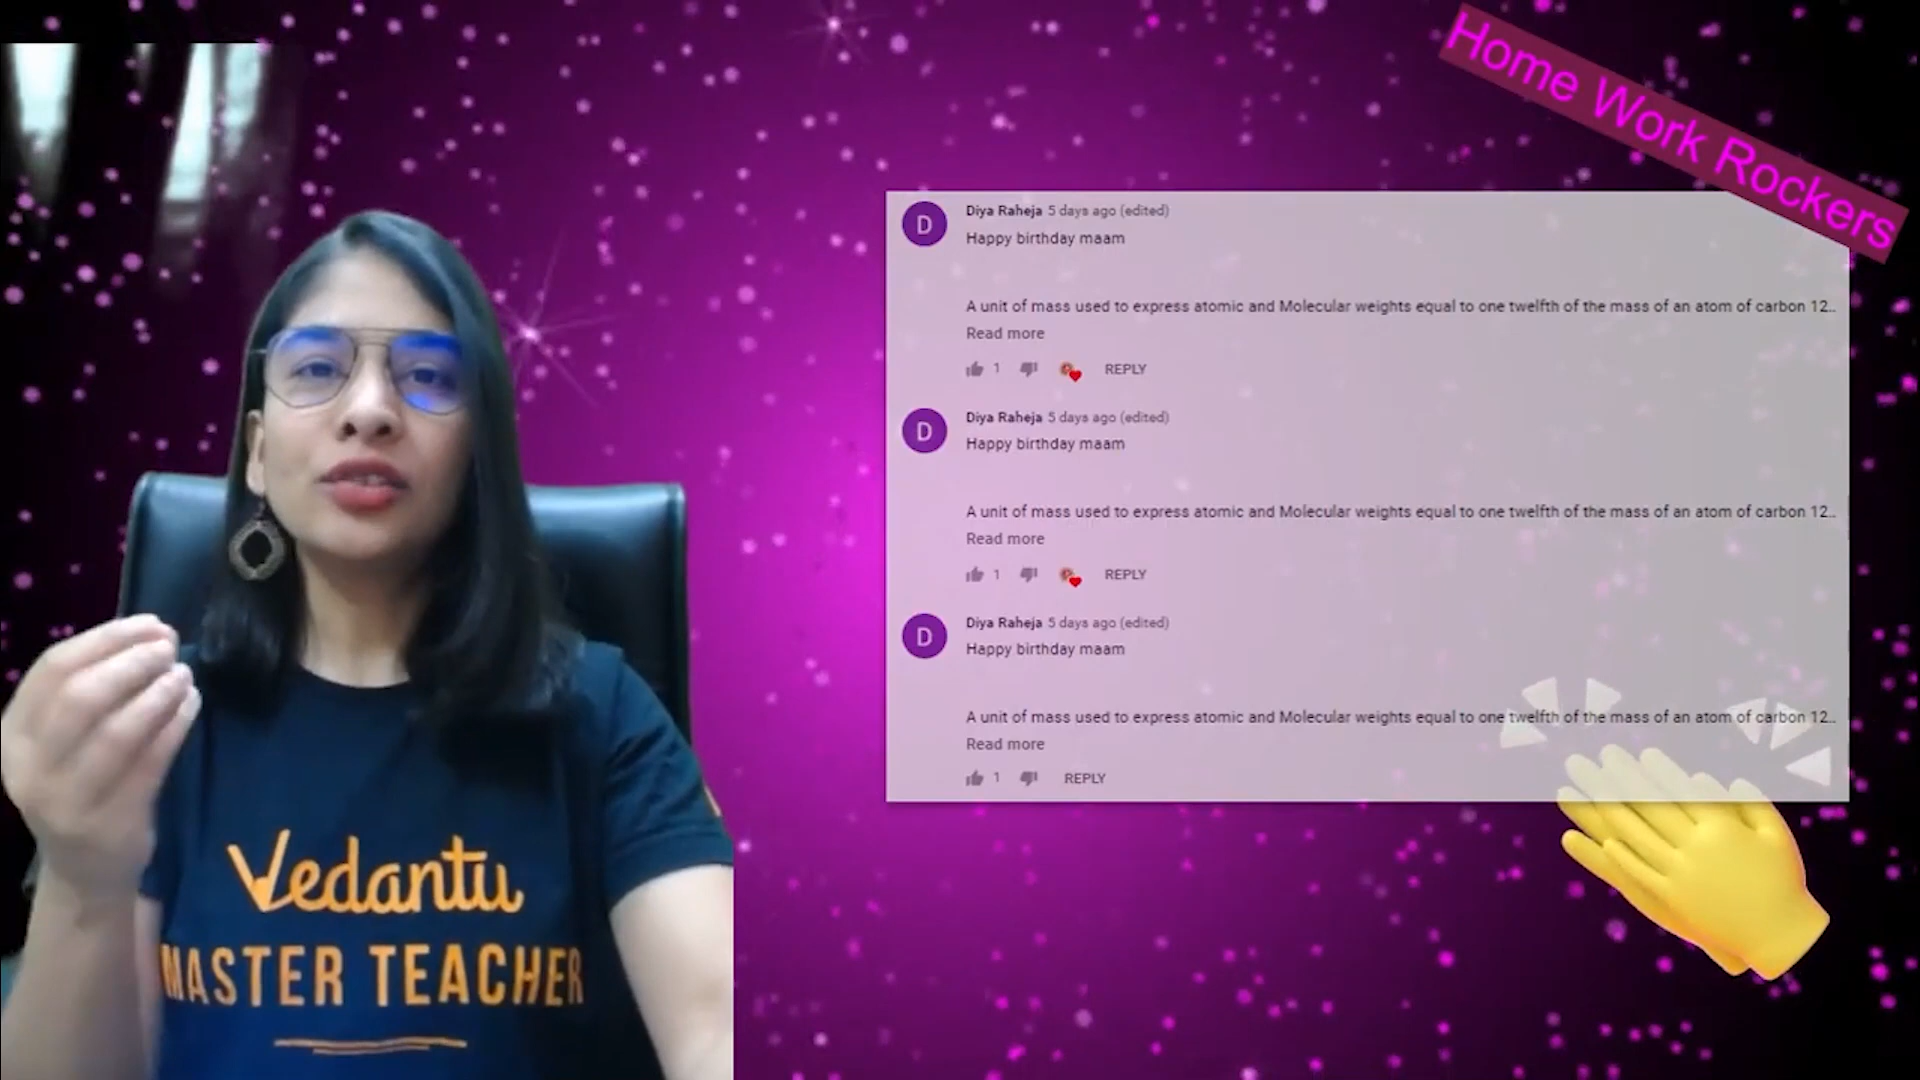 Home Work Rockers
D
Diya Raheja 5 days ago (edited)
Happy birthday maam
A unit of mass used to express atomic and Molecular weights equal to one twelfth of the mass of an atom of carbon 12..
Read more
1 REPLY
D
Diya Raheja 5 days ago (edited)
Happy birthday maam
A unit of mass used to express atomic and Molecular weights equal to one twelfth of the mass of an atom of carbon 12..
Read more
1 REPLY
D
Diya Raheja 5 days ago (edited)
Happy birthday maam
A unit of mass used to express atomic and Molecular weights equal to one twelfth of the mass of an atom of carbon 12..
Read more
1 REPLY
Vedantu
MASTER TEACHER